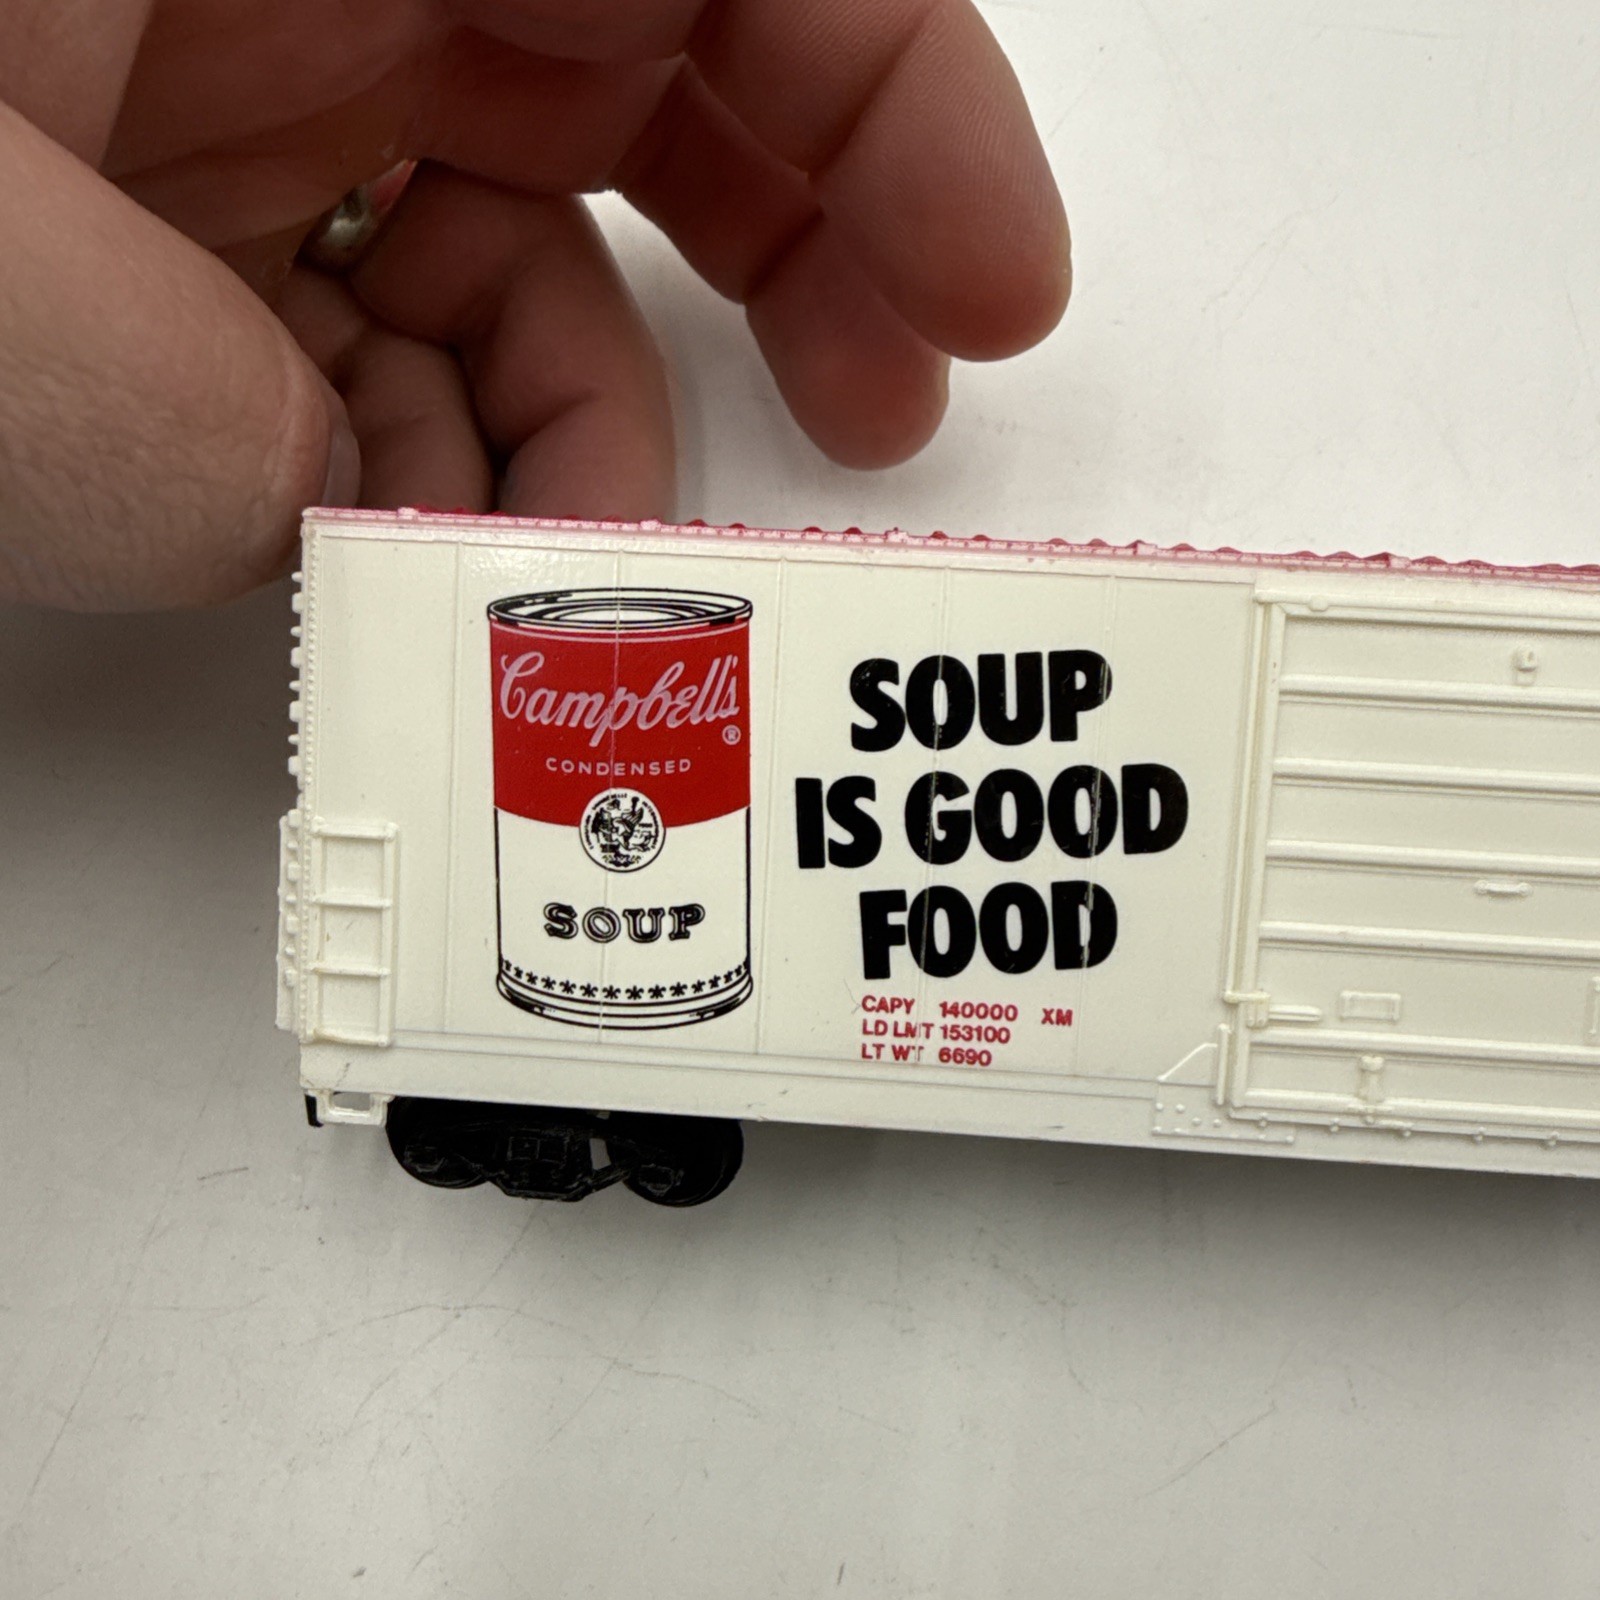 Campbell's
®
CONDENSED
SOUP
SOUP
IS GOOD
FOOD
CAPY 140000 XM
LD LMT 153100
LT WT 6690